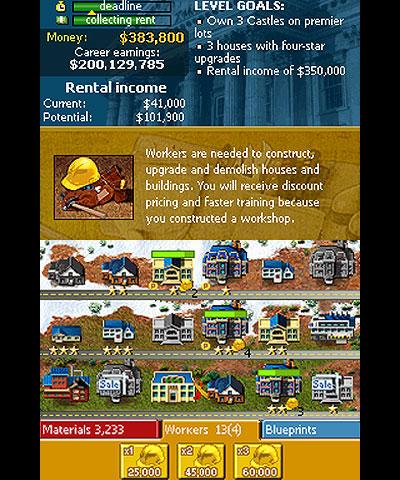 deadline
collecting rent
Money: $383,800
Career earnings:
$200,129,785
Rental income
Current: $41,000
Potential: $101,900
LEVEL GOALS:
▪ Own 3 Castles on premier
lots
▪ 3 houses with four-star
upgrades
▪ Rental income of $350,000
Workers are needed to construct,
upgrade and demolish houses and
buildings. You will receive discount
pricing and faster training because
you constructed a workshop.
P P 2
P 4
Sale Sale 3
Materials 3,233 Workers 13(4) Blueprints
x1 x2 x3
25,000 45,000 60,000